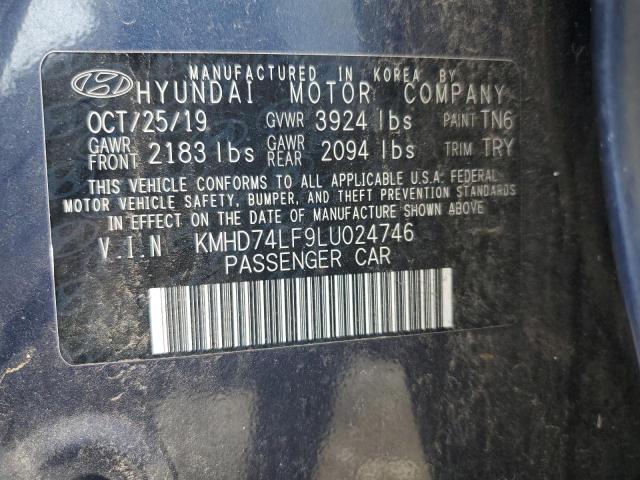 MANUFACTURED IN KOREA BY
HYUNDAI MOTOR COMPANY
OCT/25/19 GVWR 3924 lbs PAINT TN6
GAWR FRONT 2183 lbs GAWR REAR 2094 lbs TRIM TRY
THIS VEHICLE CONFORMS TO ALL APPLICABLE U.S.A. FEDERAL
MOTOR VEHICLE SAFETY, BUMPER, AND THEFT PREVENTION STANDARDS
IN EFFECT ON THE DATE OF MANUFACTURE SHOWN ABOVE.
V.I.N KMHD74LF9LU024746
PASSENGER CAR